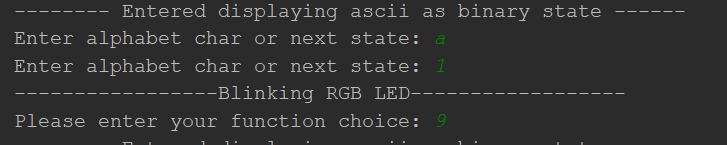 -------- Entered displaying ascii as binary state ------
Enter alphabet char or next state: a
Enter alphabet char or next state: 1
-----------------Blinking RGB LED------------------
Please enter your function choice: 9